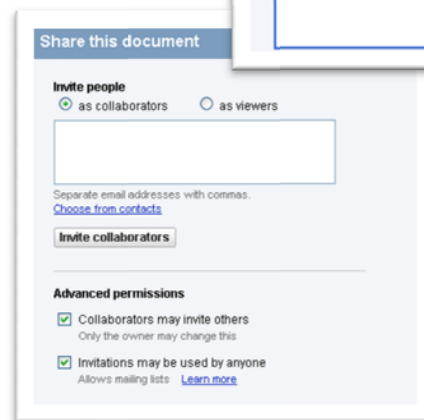 Share this document
Invite people
as collaborators as viewers
Separate email addresses with commas.
Choose from contacts
Invite collaborators
Advanced permissions
Collaborators may invite others
Only the owner may change this
Invitations may be used by anyone
Allows mailing lists Learn more